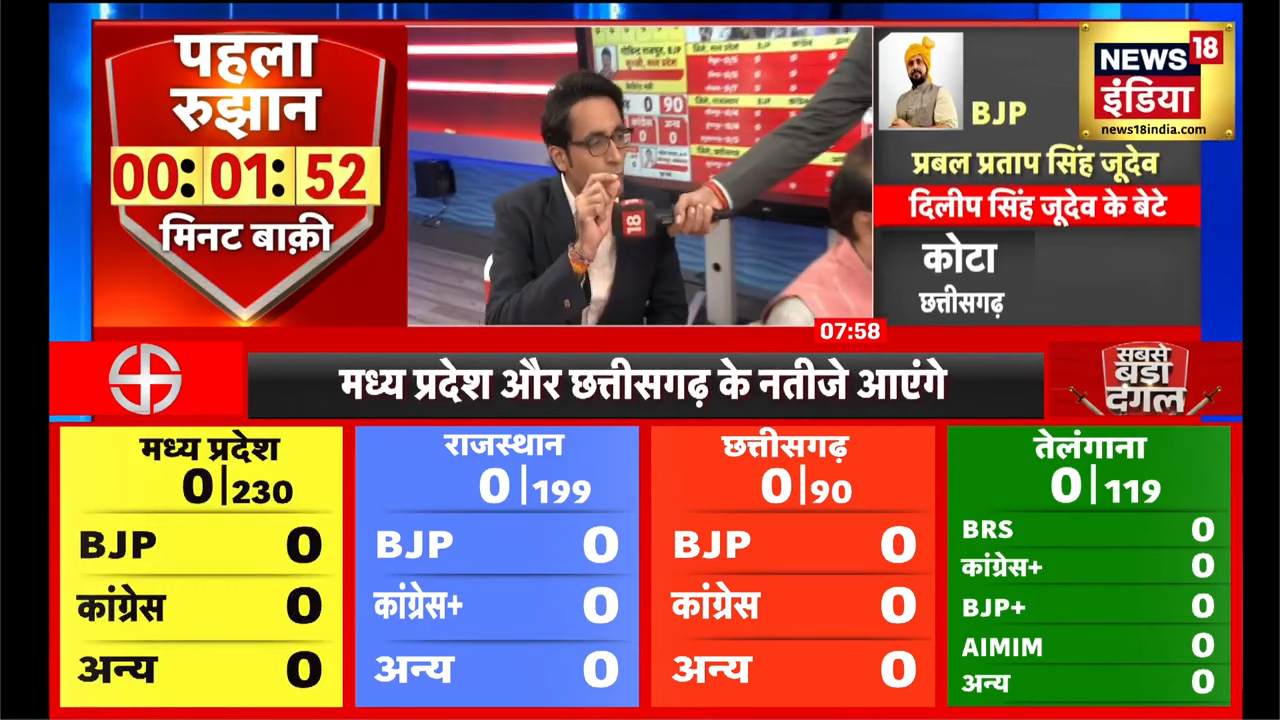 पहला
रुझान
00: 01: 52
मिनट बाक़ी
BJP
NEWS 18
इंडिया
news18india.com
प्रबल प्रताप सिंह जूदेव
दिलीप सिंह जूदेव के बेटे
कोटा
छत्तीसगढ़
0 90
18
07:58
मध्य प्रदेश और छत्तीसगढ़ के नतीजे आएंगे
सबसे
बड़ा
दंगल
मध्य प्रदेश
0|230
BJP 0
कांग्रेस 0
अन्य 0
राजस्थान
0|199
BJP 0
कांग्रेस+ 0
अन्य 0
छत्तीसगढ़
0|90
BJP 0
कांग्रेस 0
अन्य 0
तेलंगाना
0|119
BRS 0
कांग्रेस+ 0
BJP+ 0
AIMIM 0
अन्य 0